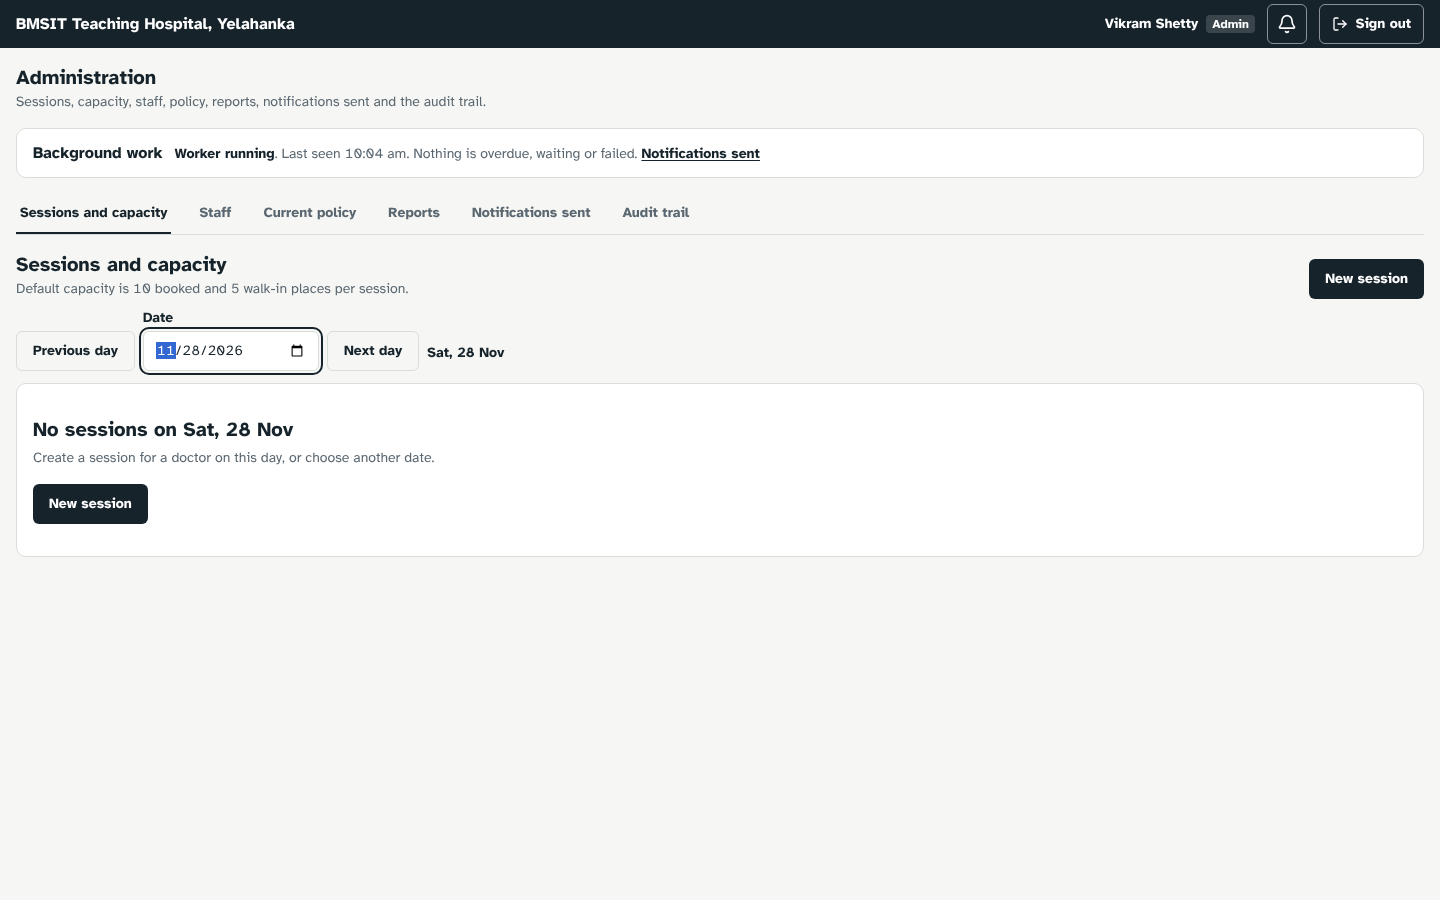 BMSIT Teaching Hospital, Yelahanka
Vikram Shetty Admin Sign out
Administration
Sessions, capacity, staff, policy, reports, notifications sent and the audit trail.
Background work Worker running. Last seen 10:04 am. Nothing is overdue, waiting or failed. Notifications sent
Sessions and capacity Staff Current policy Reports Notifications sent Audit trail
Sessions and capacity
Default capacity is 10 booked and 5 walk-in places per session.
New session
Date
Previous day 11/28/2026 Next day Sat, 28 Nov
No sessions on Sat, 28 Nov
Create a session for a doctor on this day, or choose another date.
New session